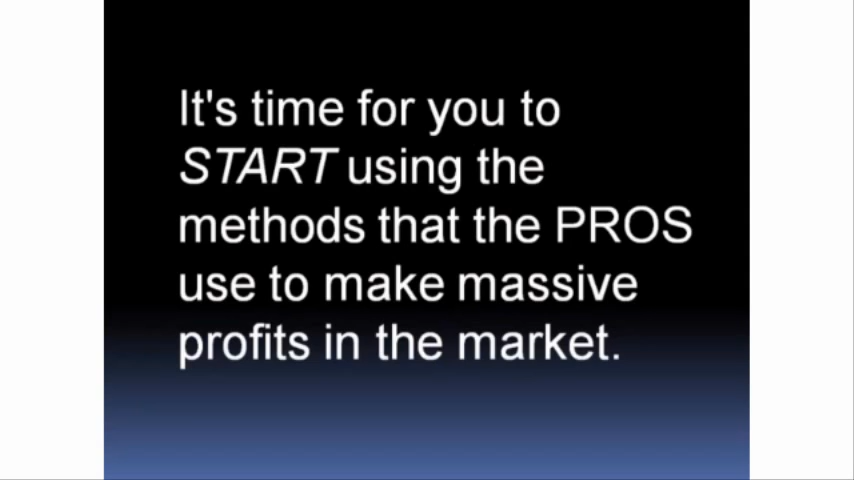 It's time for you to
START using the
methods that the PROS
use to make massive
profits in the market.